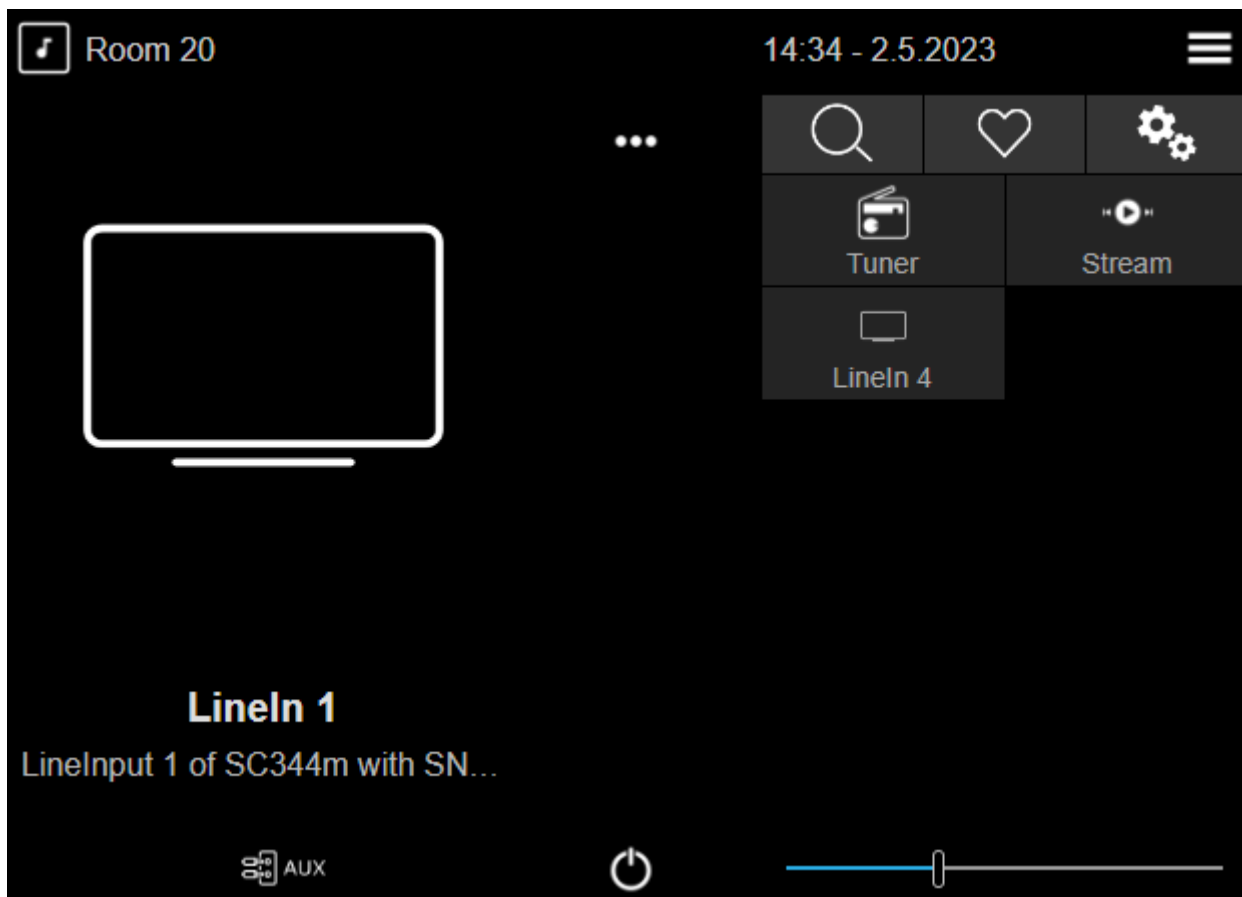 Room 20
14:34 - 2.5.2023
Tuner
Stream
LineIn 4
LineIn 1
LineInput 1 of SC344m with SN...
AUX